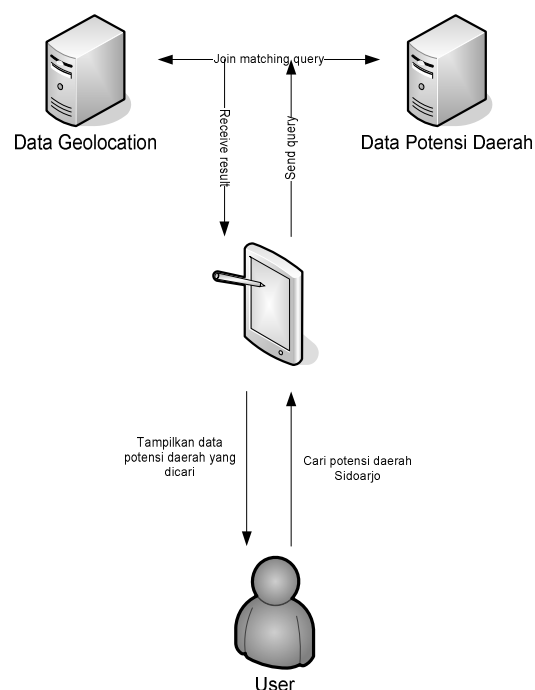 Join matching query
Data Geolocation
Data Potensi Daerah
Receive result
Send query
Tampilkan data
potensi daerah yang
dicari
Cari potensi daerah
Sidoarjo
User